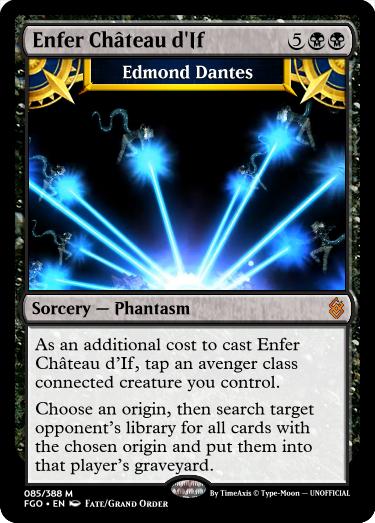 Enfer Château d'If 5
Edmond Dantes
Sorcery — Phantasm
As an additional cost to cast Enfer
Château d'If, tap an avenger class
connected creature you control.
Choose an origin, then search target
opponent's library for all cards with
the chosen origin and put them into
that player's graveyard.
085/388 M
FGO • EN Fate/Grand Order
By TimeAxis © Type-Moon — UNOFFICIAL